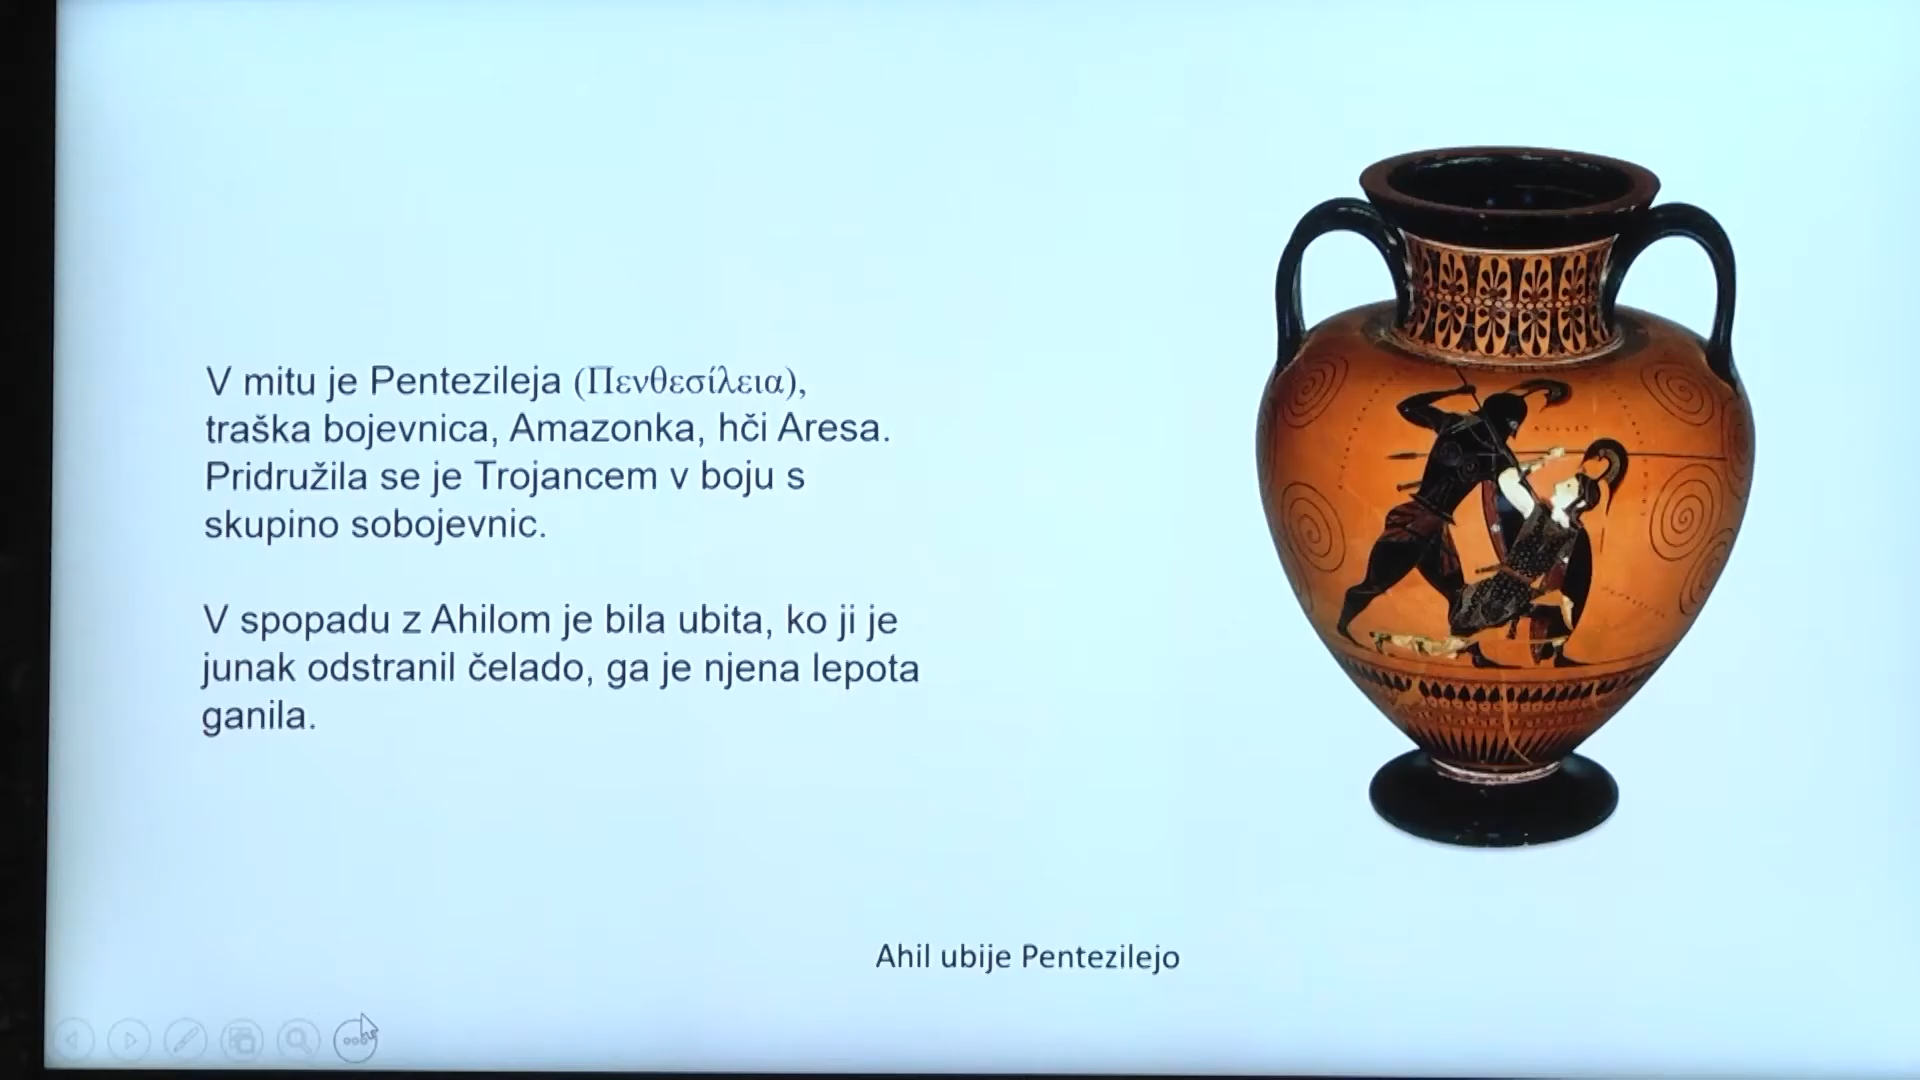 V mitu je Pentezileja (Πενθεσίλεια),
traška bojevnica, Amazonka, hči Aresa.
Pridružila se je Trojancem v boju s
skupino sobojevnic.
V spopadu z Ahilom je bila ubita, ko ji je
junak odstranil čelado, ga je njena lepota
ganila.
Ahil ubije Pentezilejo